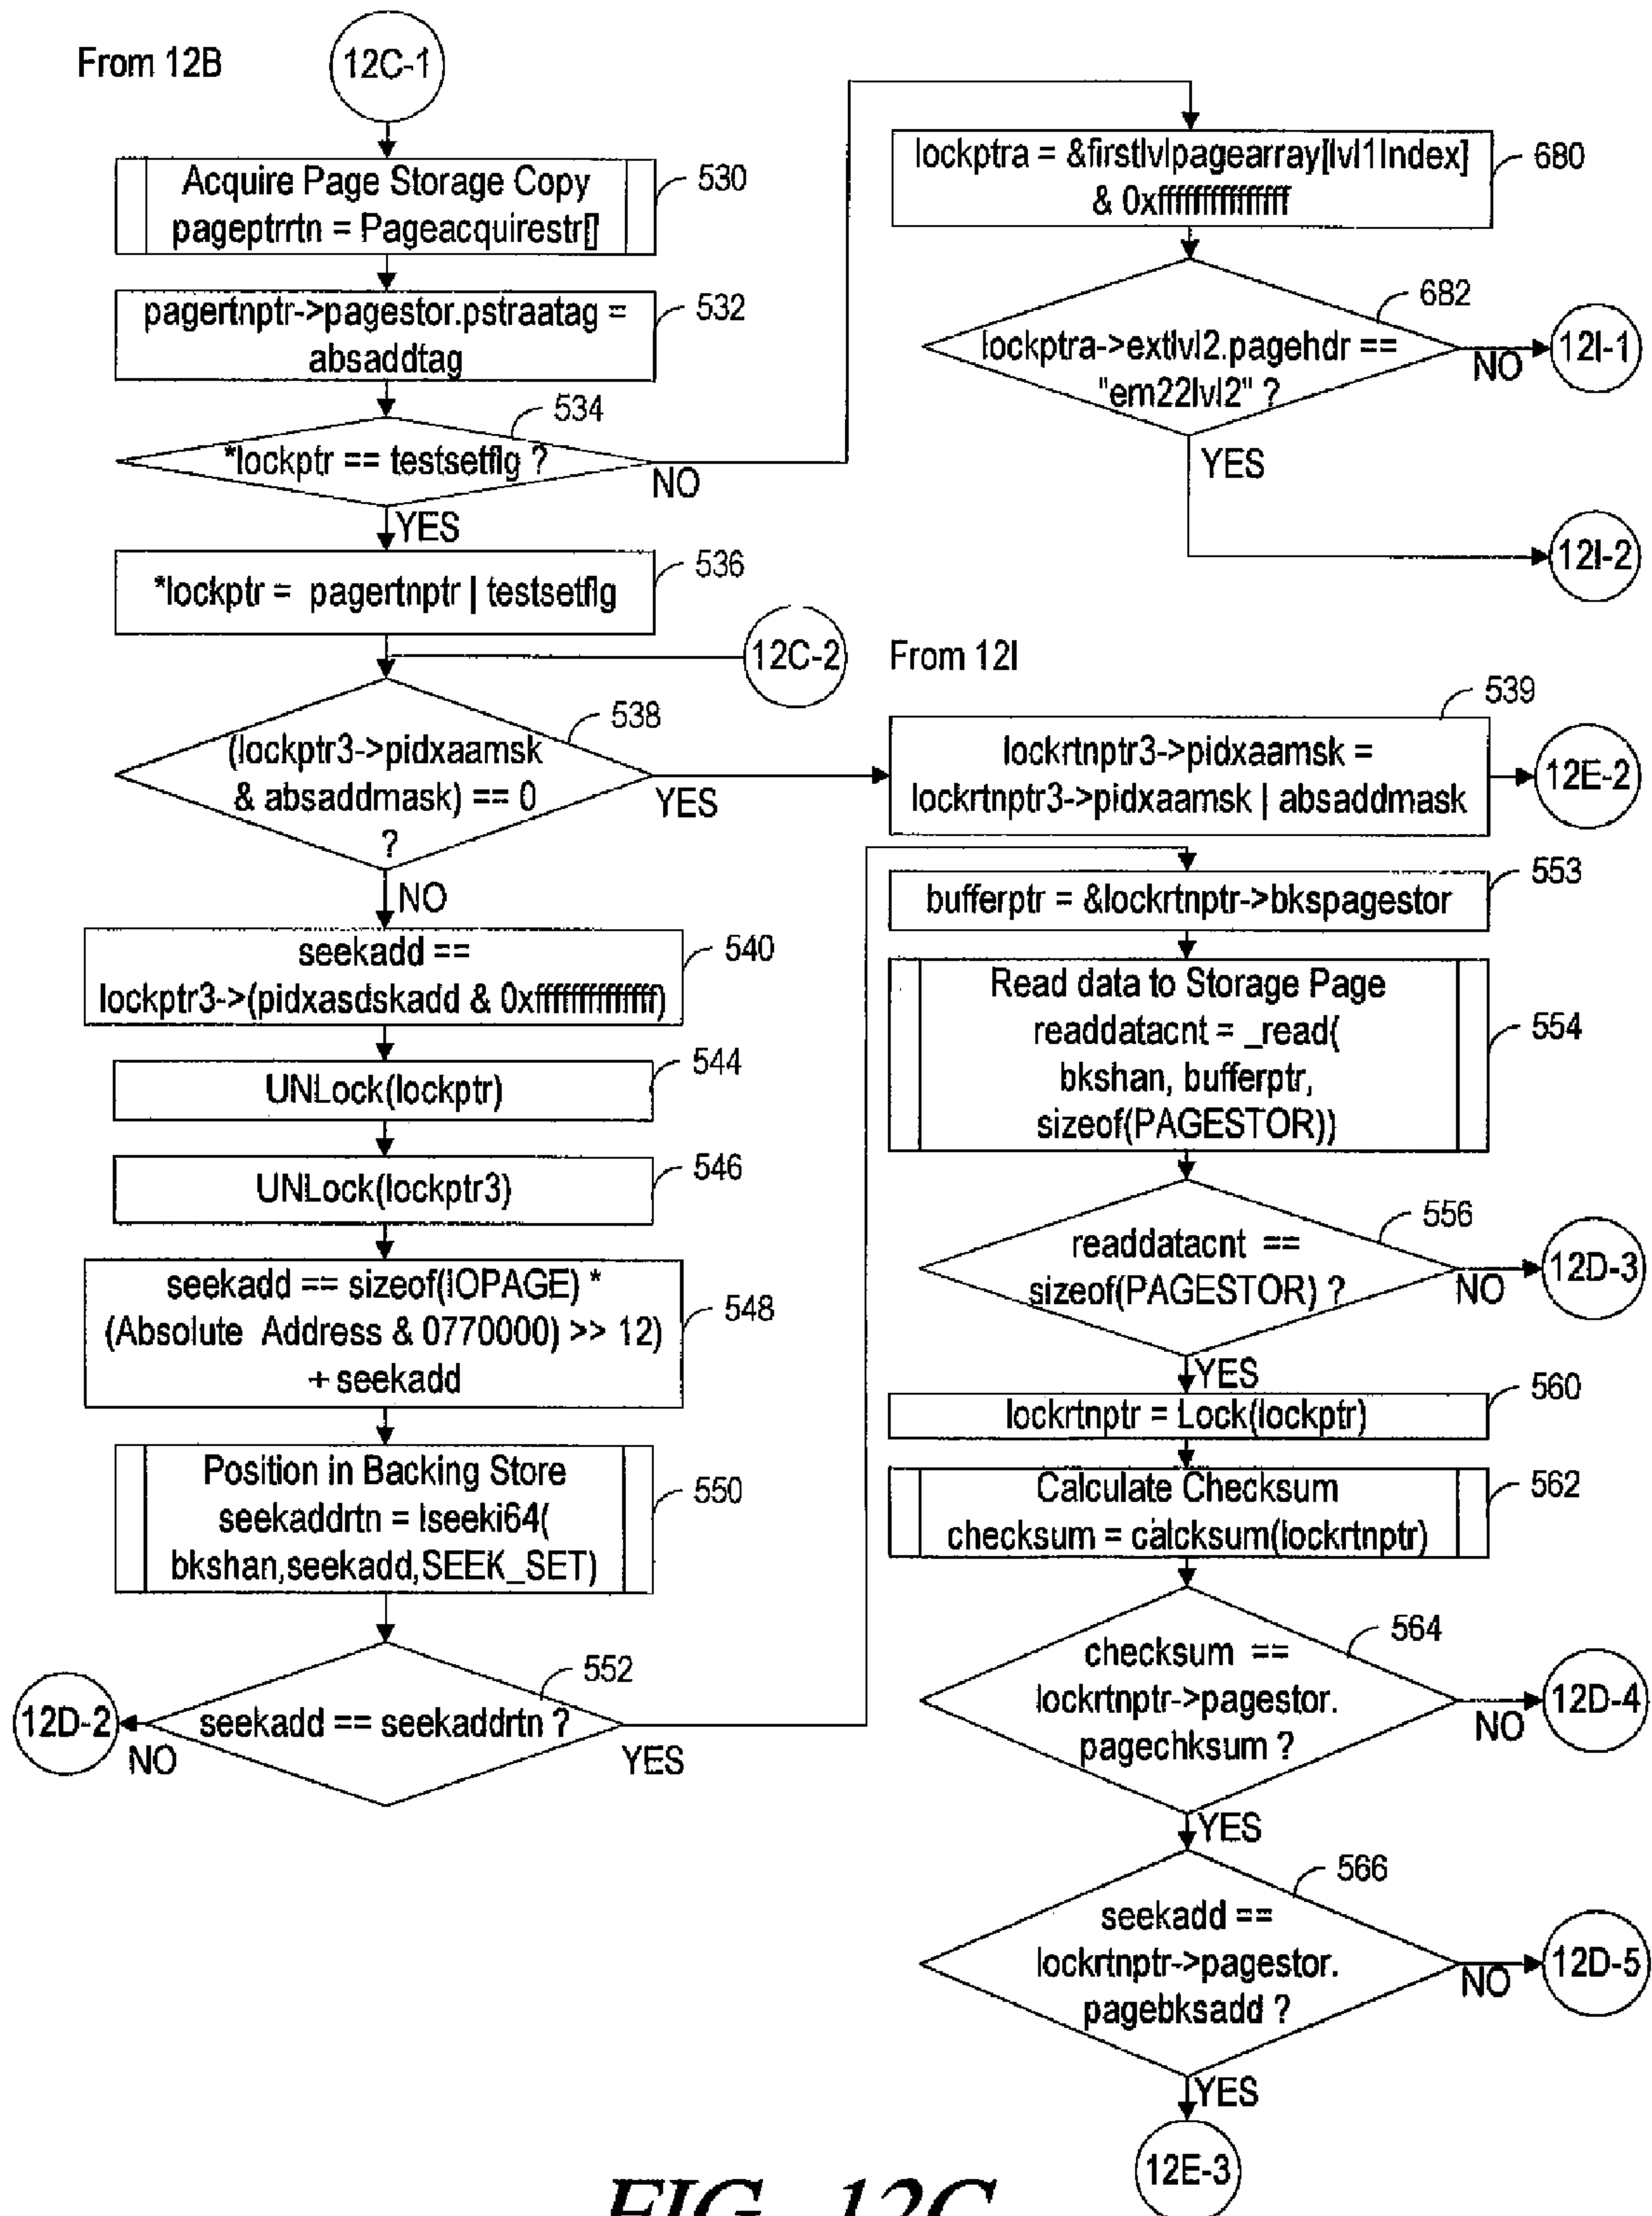 From 12B
12C-1
Acquire Page Storage Copy
pageptrrtn = Pageacquirestr[]
530
pagertnptr->pagestor.pstraatag =
absaddtag
532
534
*lockptr == testsetflg ?
NO
YES
*lockptr = pagertnptr | testsetflg
536
12C-2
From 12I
538
(lockptr3->pidxaamsk
& absaddmask) == 0
?
YES
NO
seekadd ==
lockptr3->(pidxasdskadd & 0xffffffffffffff)
540
UNLock(lockptr)
544
UNLock(lockptr3)
546
seekadd == sizeof(IOPAGE) *
(Absolute Address & 0770000) >> 12)
+ seekadd
548
Position in Backing Store
seekaddrtn = lseeki64(
bkshan,seekadd,SEEK_SET)
550
552
seekadd == seekaddrtn ?
12D-2
NO
YES
lockptra = &firstlvlpagearray[lvl1Index]
& 0xffffffffffffff
680
682
lockptra->extlvl2.pagehdr ==
"em22lvl2" ?
NO
12I-1
YES
12I-2
539
lockrtnptr3->pidxaamsk =
lockrtnptr3->pidxaamsk | absaddmask
12E-2
bufferptr = &lockrtnptr->bkspagestor
553
Read data to Storage Page
readdatacnt = _read(
bkshan, bufferptr,
sizeof(PAGESTOR))
554
556
readdatacnt ==
sizeof(PAGESTOR) ?
NO
12D-3
YES
lockrtnptr = Lock(lockptr)
560
Calculate Checksum
checksum = calcksum(lockrtnptr)
562
564
checksum ==
lockrtnptr->pagestor.
pagechksum ?
NO
12D-4
YES
566
seekadd ==
lockrtnptr->pagestor.
pagebksadd ?
NO
12D-5
YES
12E-3
FIG. 12C